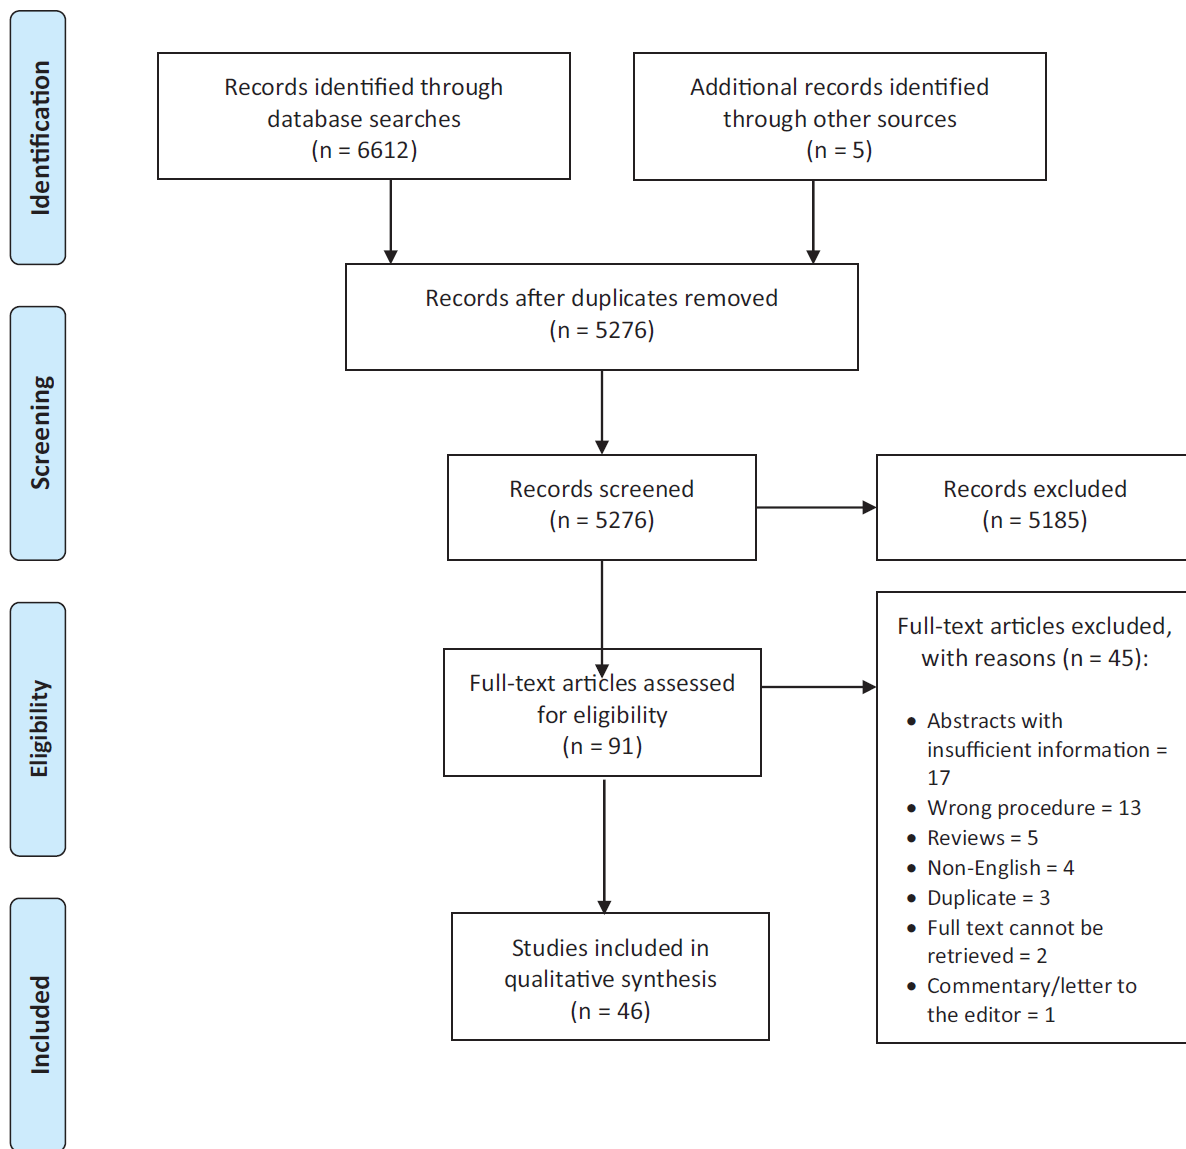 Identification
Records identified through
database searches
(n = 6612)
Additional records identified
through other sources
(n = 5)
Records after duplicates removed
(n = 5276)
Screening
Records screened
(n = 5276)
Records excluded
(n = 5185)
Eligibility
Full-text articles assessed
for eligibility
(n = 91)
Full-text articles excluded,
with reasons (n = 45):
• Abstracts with
insufficient information =
17
• Wrong procedure = 13
• Reviews = 5
• Non-English = 4
• Duplicate = 3
• Full text cannot be
retrieved = 2
• Commentary/letter to
the editor = 1
Included
Studies included in
qualitative synthesis
(n = 46)